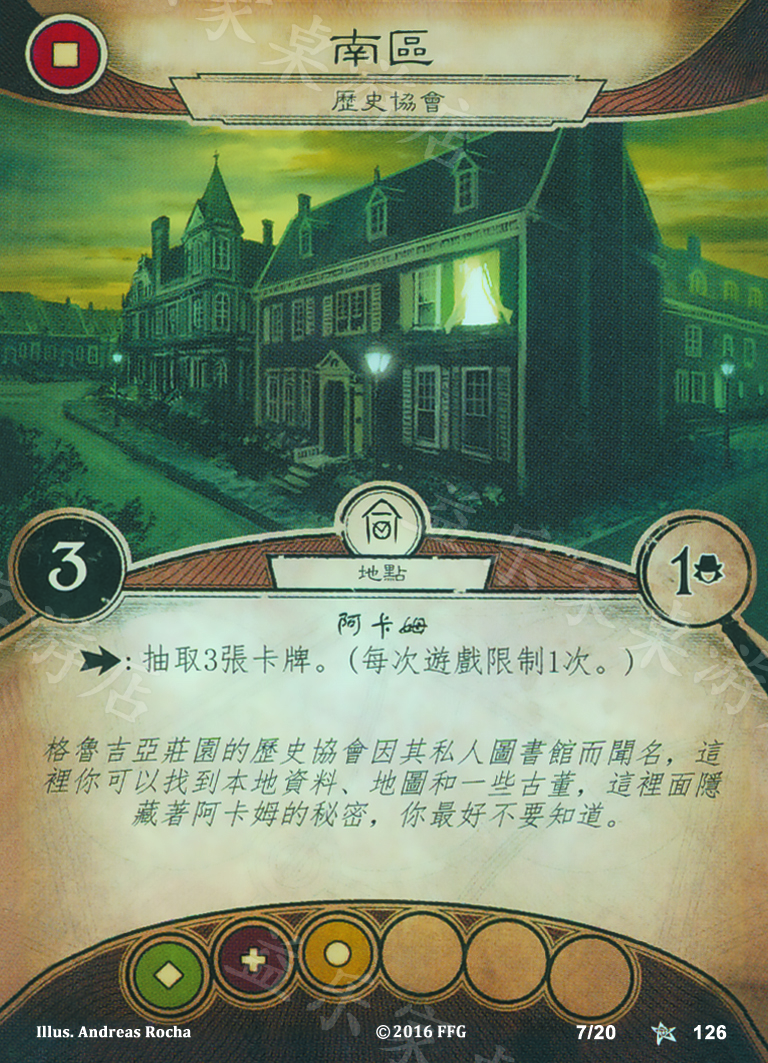 南區
歷史協會
3
1
地點
阿卡姆
: 抽取3張卡牌。(每次遊戲限制1次。)
格魯吉亞莊園的歷史協會因其私人圖書館而聞名，這
裡你可以找到本地資料、地圖和一些古董，這裡面隱
藏著阿卡姆的秘密，你最好不要知道。
Illus. Andreas Rocha
©2016 FFG
7/20
126